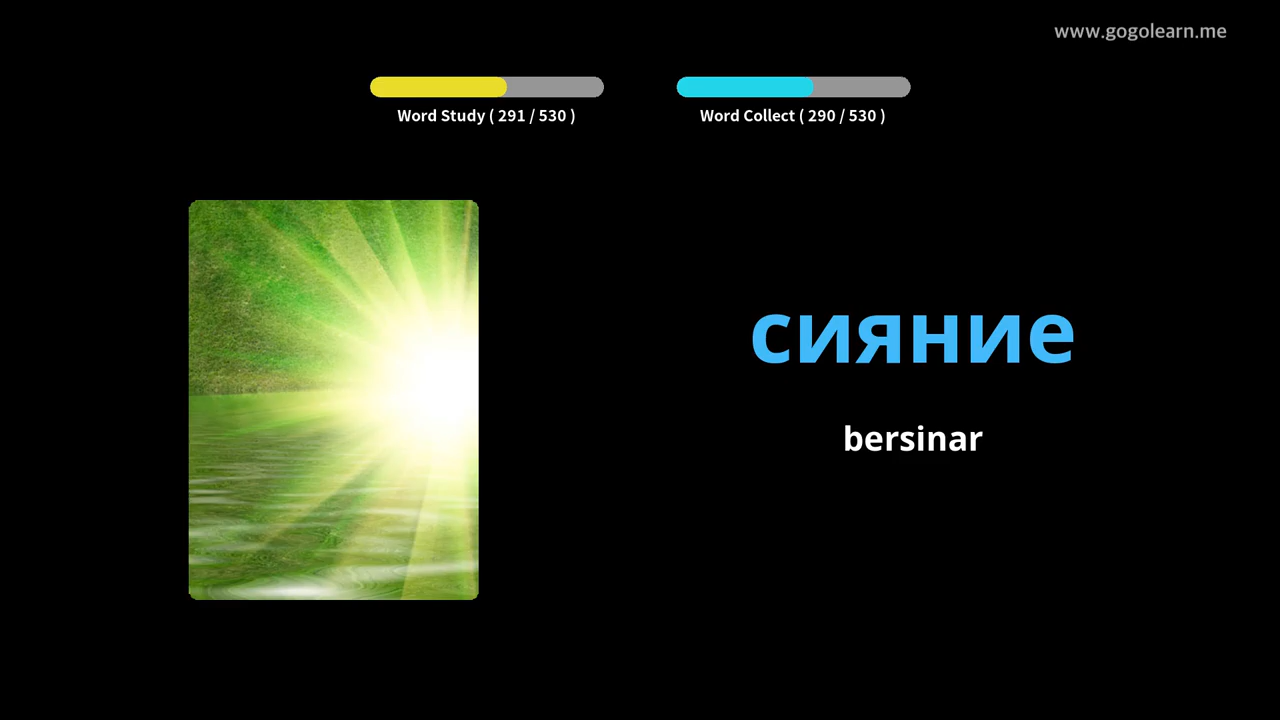 www.gogolearn.me
Word Study ( 291 / 530 )
Word Collect ( 290 / 530 )
сияние
bersinar